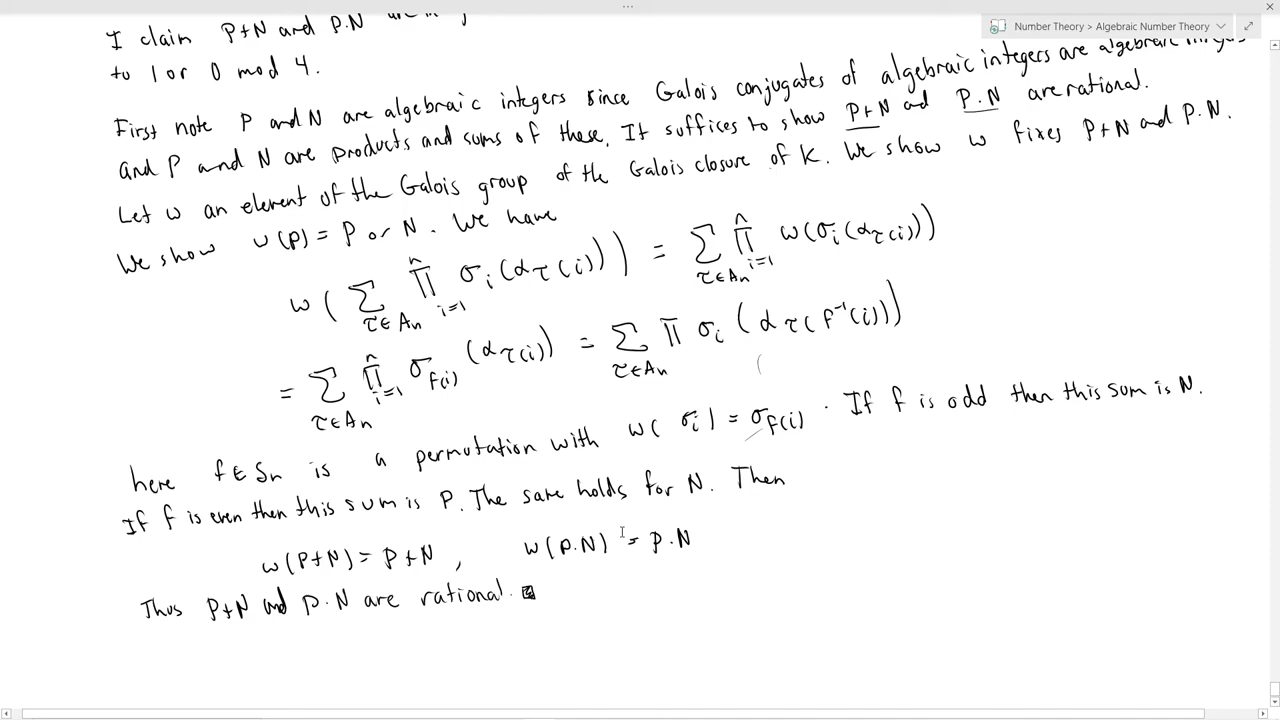 Number Theory > Algebraic Number Theory
I claim P+N and P.N are
to 1 or 0 mod 4.
First note P and N are algebraic integers since Galois conjugates of algebraic integers are algebraic
and P and N are products and sums of these. It suffices to show P+N and P.N are rational.
Let ω an element of the Galois group of the Galois closure of K. We show ω fixes P+N and P.N.
We show ω(P) = P or N. We have
ω( ∑_{τ∈A_n} ∏_{i=1}^{n} σ_i(α_{τ(i)}) ) = ∑_{τ∈A_n} ∏_{i=1}^{n} ω(σ_i(α_{τ(i)}))
= ∑_{τ∈A_n} ∏_{i=1}^{n} σ_{f(i)} (α_{τ(i)}) = ∑_{τ∈A_n} ∏ σ_i (α_{τ(f^{-1}(i))})
here f∈S_n is a permutation with ω(σ_i) = σ_{f(i)}. If f is odd then this sum is N.
If f is even then this sum is P. The same holds for N. Then
ω(P+N) = P+N, ω(P.N) = P.N
Thus P+N and P.N are rational.